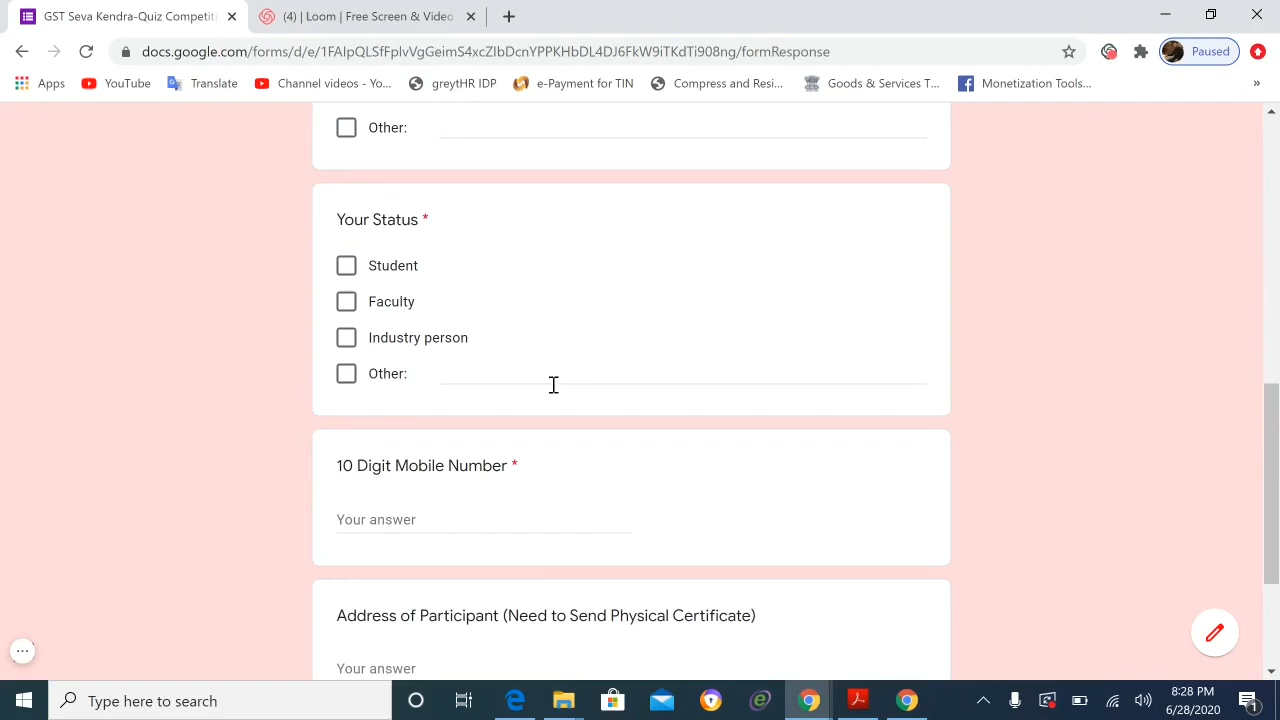 GST Seva Kendra-Quiz Competiti
(4) | Loom | Free Screen & Video
docs.google.com/forms/d/e/1FAIpQLSfFplvVgGeimS4xcZIbDcnYPPKHbDL4DJ6FkW9iTKdTi908ng/formResponse
Paused
Apps YouTube Translate Channel videos - Yo... greytHR IDP e-Payment for TIN Compress and Resi... Goods & Services T... Monetization Tools... »
Other:
Your Status *
Student
Faculty
Industry person
Other:
10 Digit Mobile Number *
Your answer
Address of Participant (Need to Send Physical Certificate)
Your answer
Type here to search
8:28 PM
6/28/2020
1